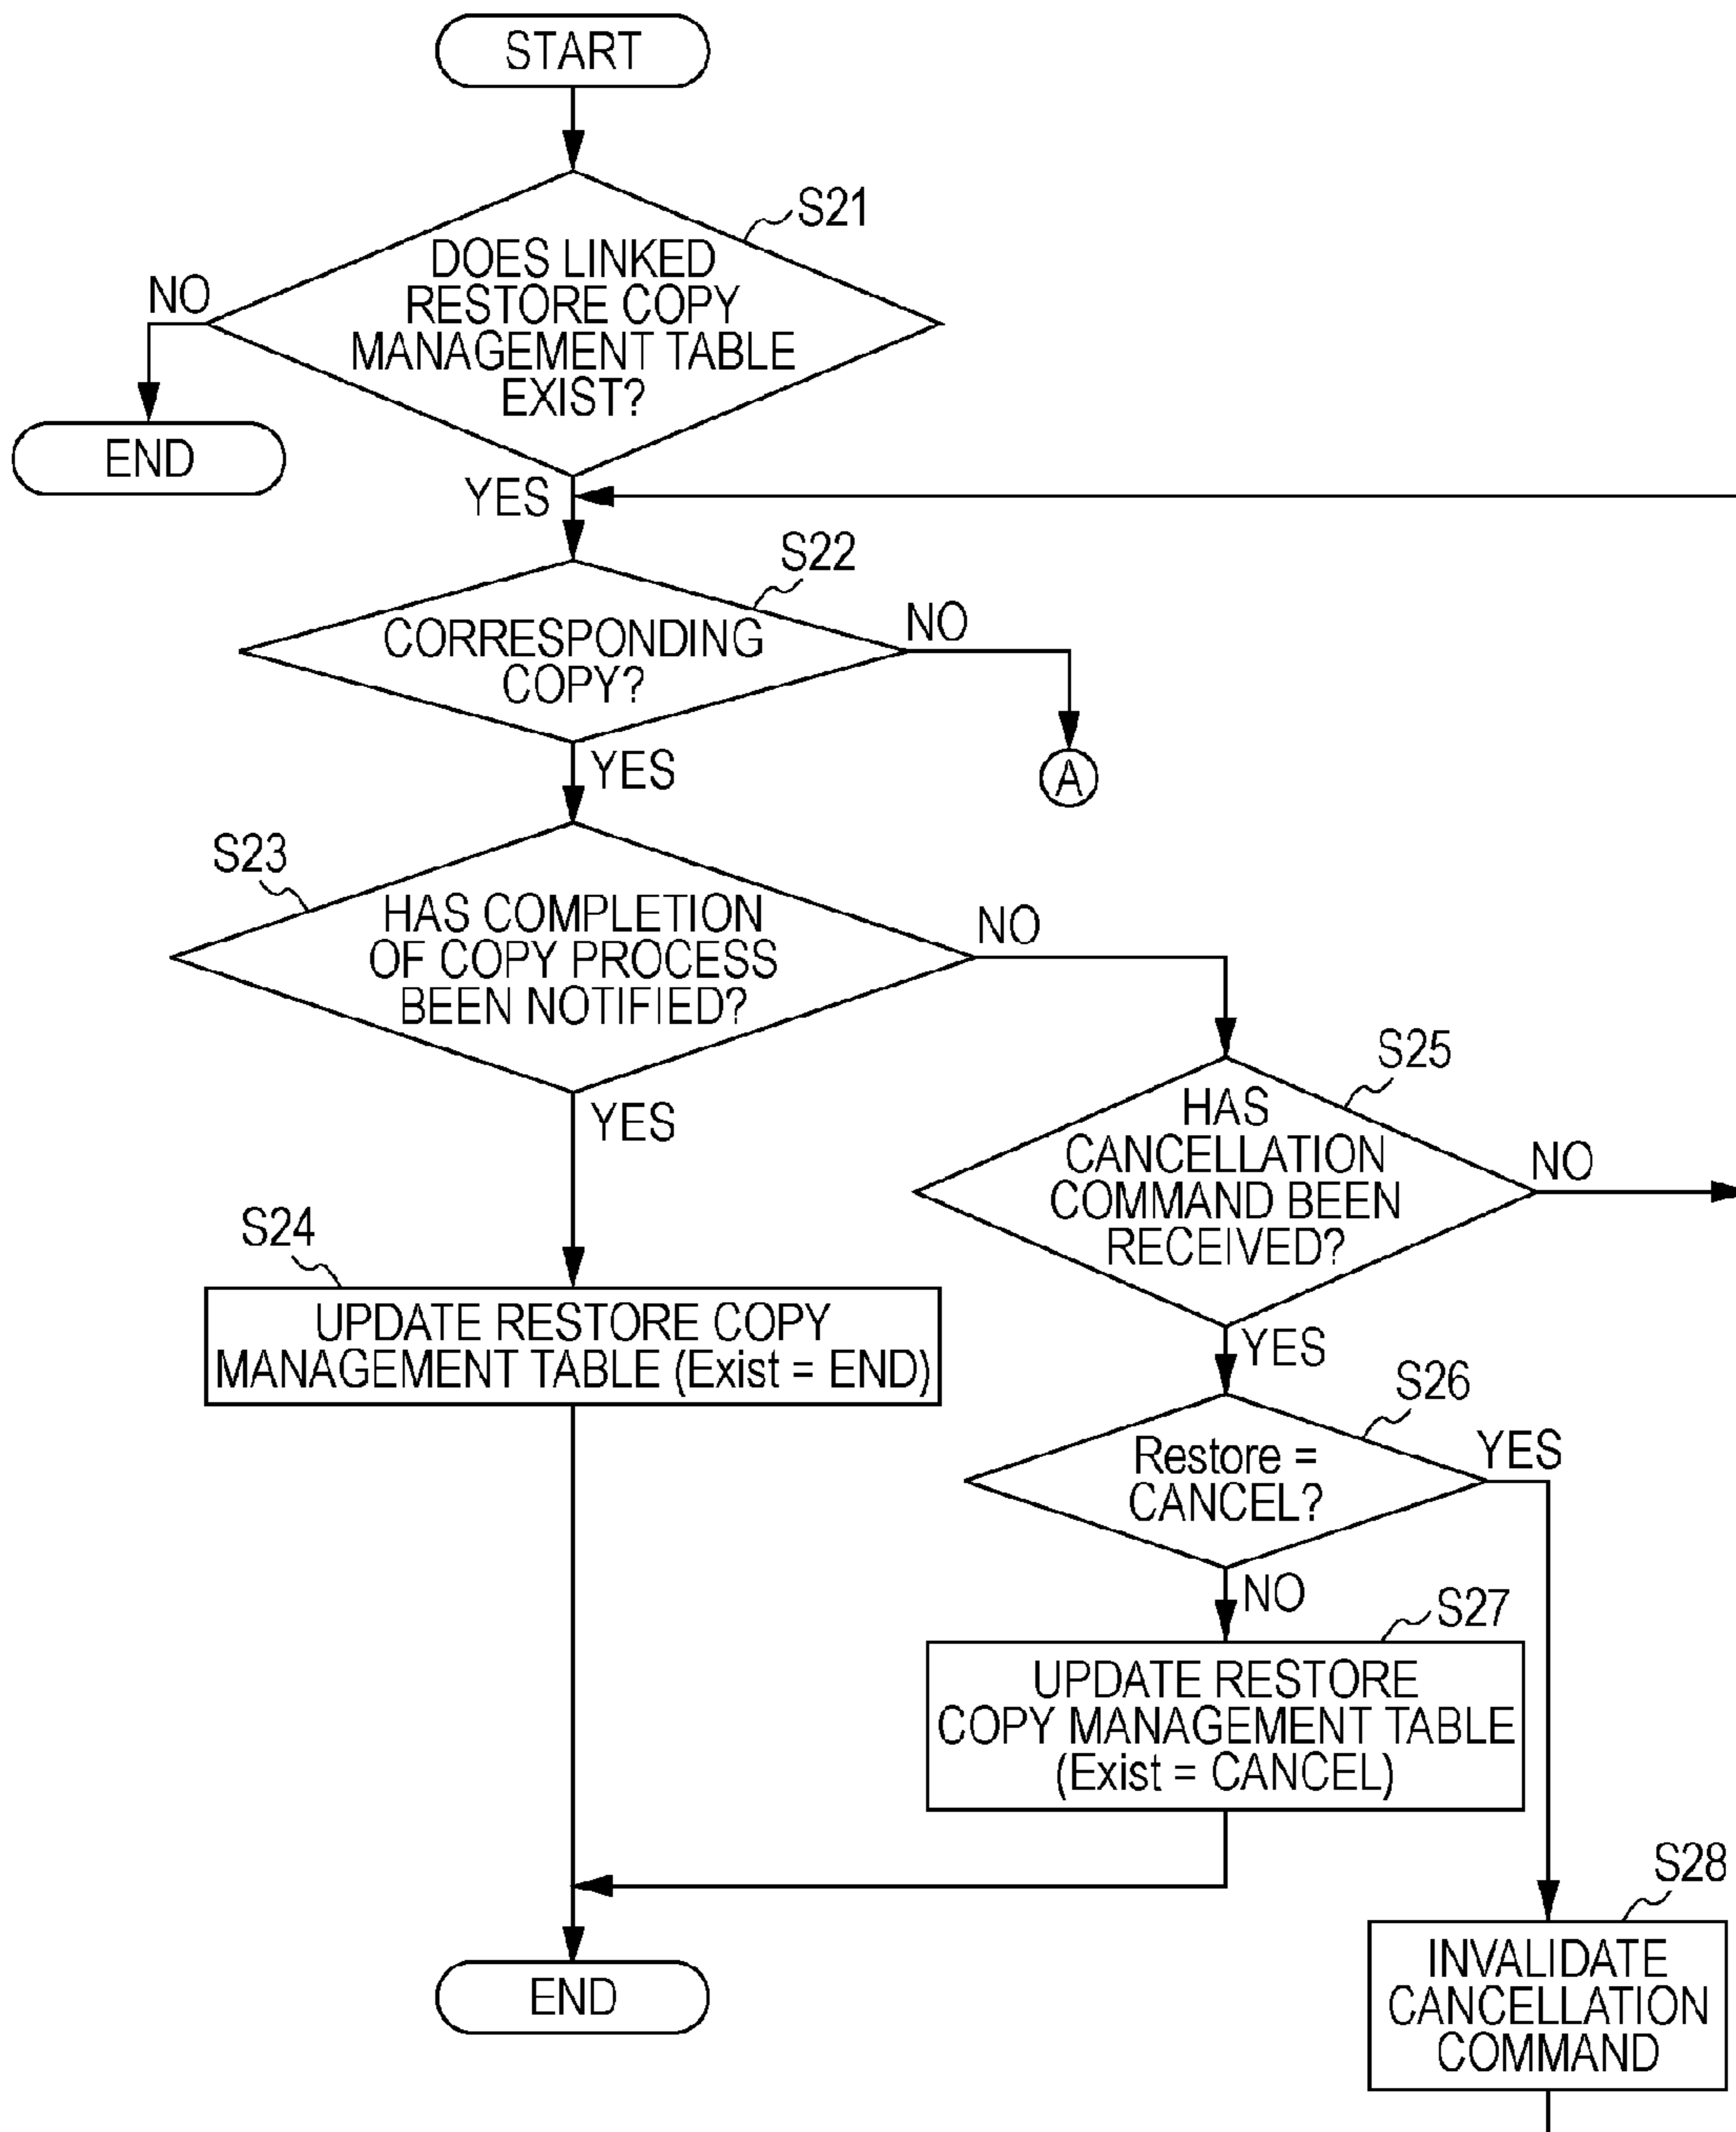 START
S21
DOES LINKED
RESTORE COPY
MANAGEMENT TABLE
EXIST?
NO
END
YES
S22
CORRESPONDING
COPY?
NO
A
YES
S23
HAS COMPLETION
OF COPY PROCESS
BEEN NOTIFIED?
NO
YES
S25
HAS
CANCELLATION
COMMAND BEEN
RECEIVED?
NO
S24
UPDATE RESTORE COPY
MANAGEMENT TABLE (Exist = END)
YES
S26
Restore =
CANCEL?
YES
NO
S27
UPDATE RESTORE
COPY MANAGEMENT TABLE
(Exist = CANCEL)
S28
INVALIDATE
CANCELLATION
COMMAND
END